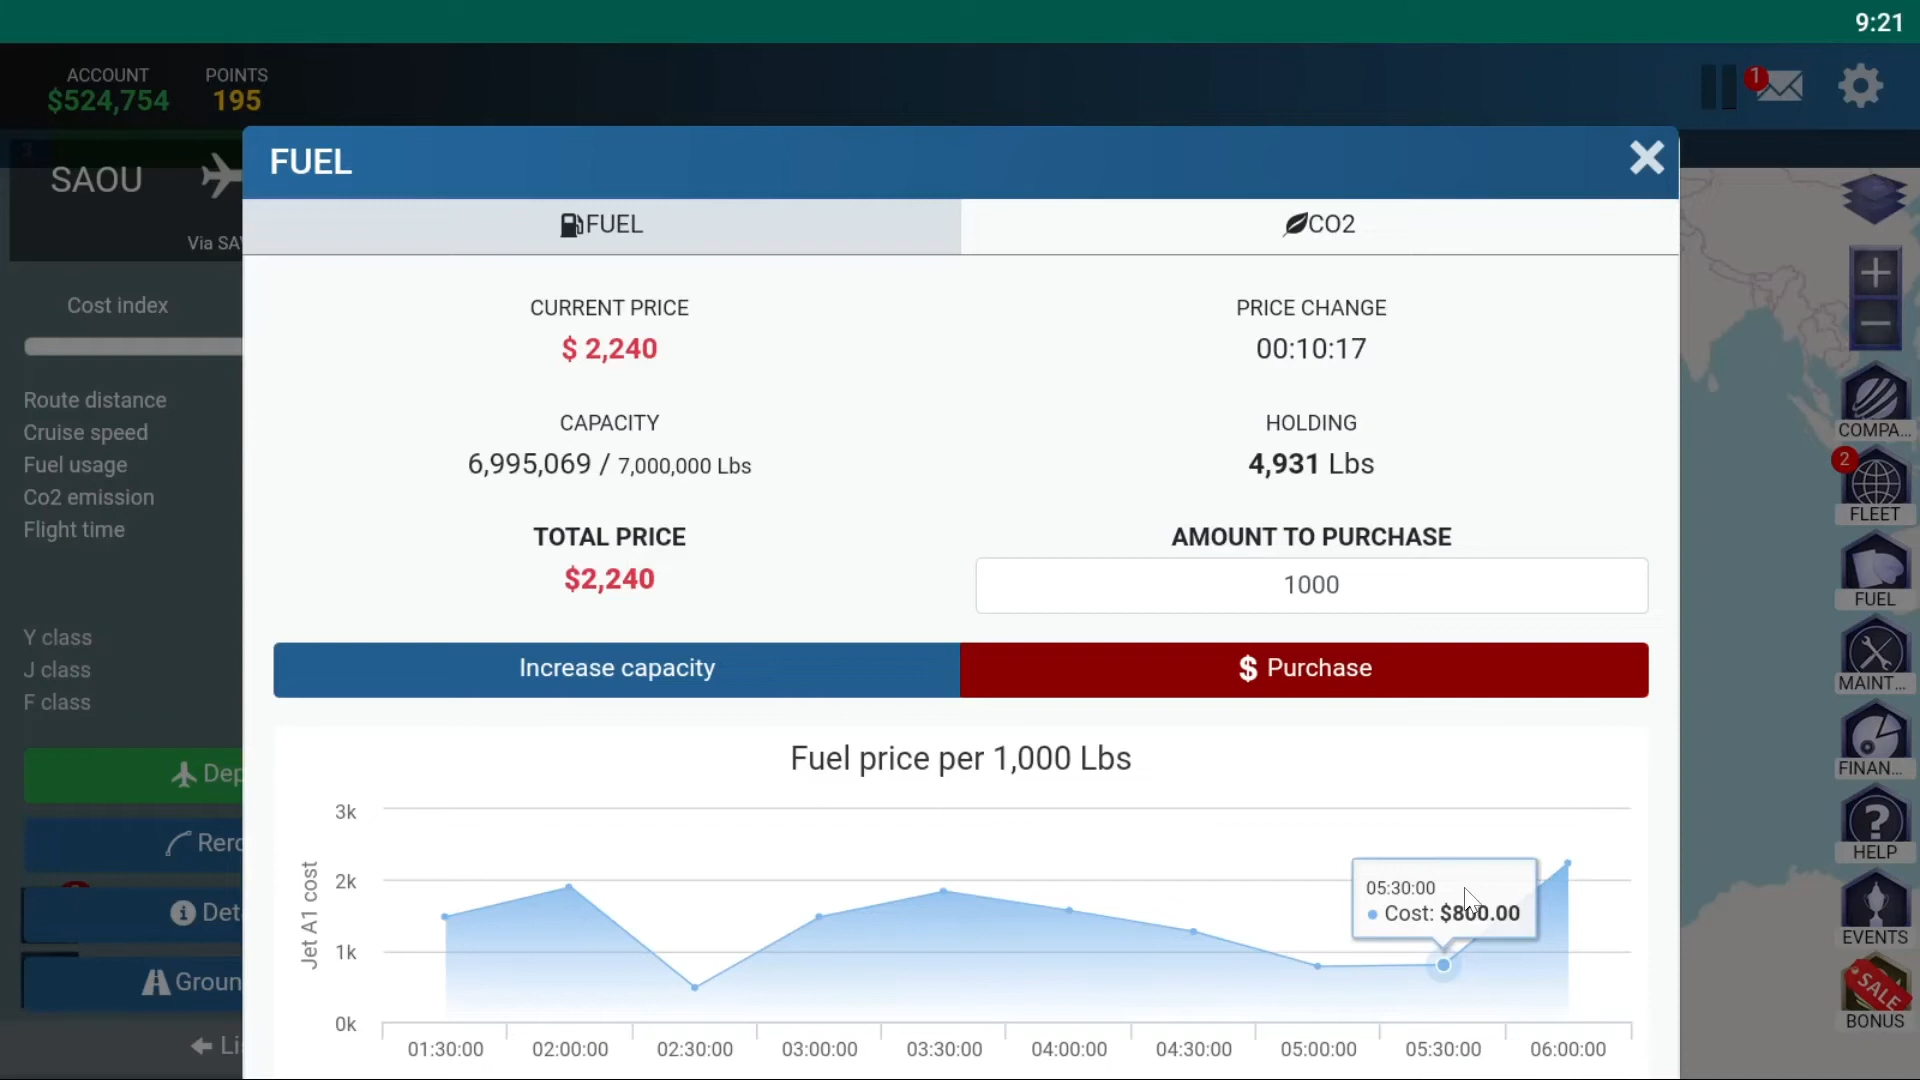 9:21
ACCOUNT POINTS
$524,754 195
1
3
SAOU
Via SA
FUEL
FUEL CO2
CURRENT PRICE PRICE CHANGE
$ 2,240 00:10:17
CAPACITY HOLDING
6,995,069 / 7,000,000 Lbs 4,931 Lbs
TOTAL PRICE AMOUNT TO PURCHASE
$2,240 1000
Increase capacity $ Purchase
Fuel price per 1,000 Lbs
Jet A1 cost
3k
2k
1k
0k
05:30:00
Cost: $800.00
01:30:00 02:00:00 02:30:00 03:00:00 03:30:00 04:00:00 04:30:00 05:00:00 05:30:00 06:00:00
Cost index
Route distance
Cruise speed
Fuel usage
Co2 emission
Flight time
Y class
J class
F class
Dep
Rero
Deta
Groun
Li
+
−
COMPA...
2
FLEET
FUEL
MAINT...
FINAN...
?
HELP
EVENTS
SALE
BONUS